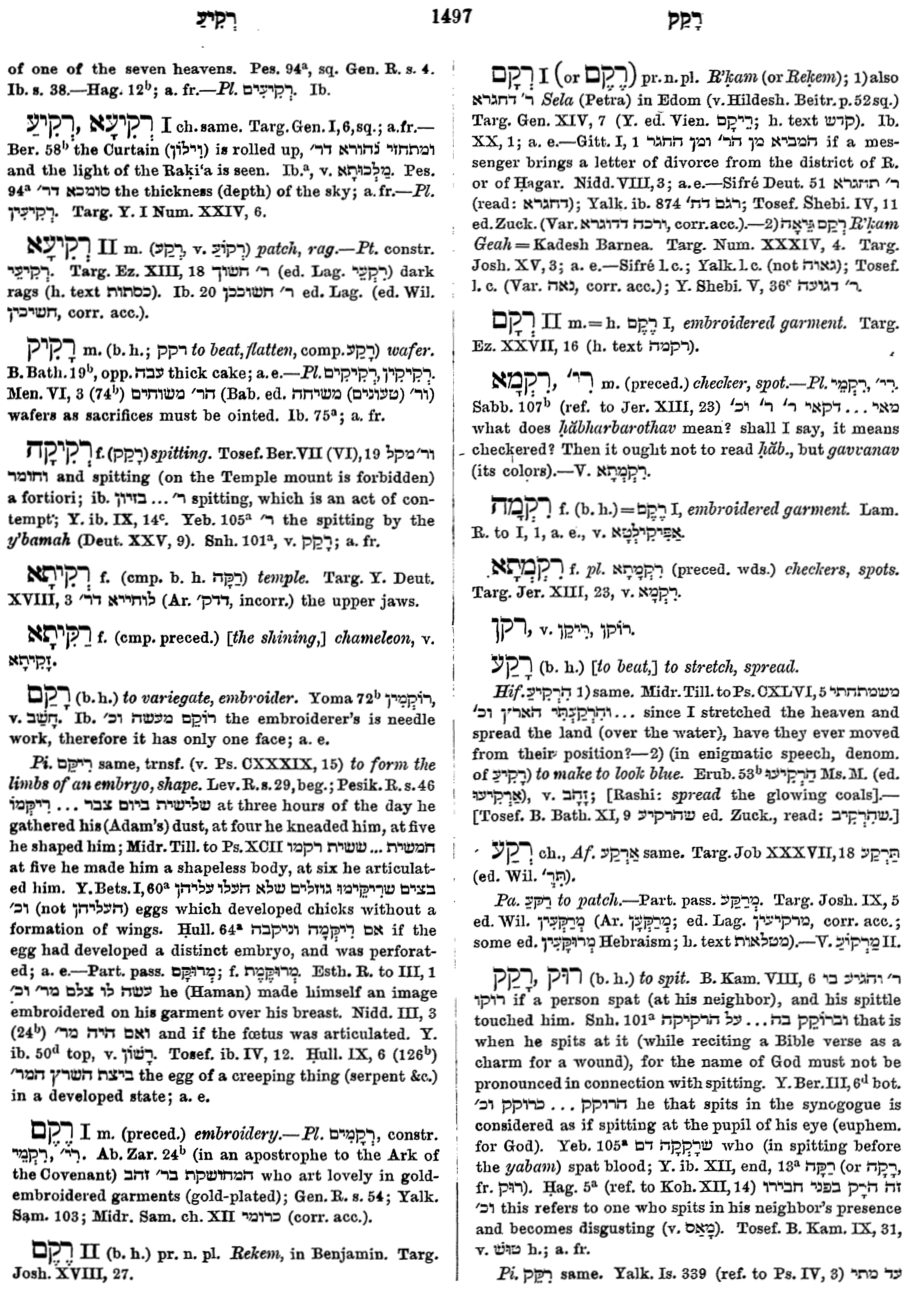 רְקִיעַ 1497 רָקַק
of one of the seven heavens. Pes. 94ᵃ, sq. Gen. R. s. 4.
Ib. s. 38.—Hag. 12ᵇ; a. fr.—Pl. רְקִיעִים. Ib.
רְקִיעַ, רְקִיעָא I ch. same. Targ. Gen. I, 6, sq.; a. fr.—
Ber. 58ᵇ the Curtain (וִילוֹן) is rolled up, ומתחזי נהורא דר׳
and the light of the Raḳi‘a is seen. Ib.ᵃ, v. מַלְכוּתָא. Pes.
94ᵃ סומכא דר׳ the thickness (depth) of the sky; a. fr.—Pl.
רְקִיעִין. Targ. Y. I Num. XXIV, 6.
רְקִיעָא II m. (רְקַע, v. רְקוֹעַ) patch, rag.—Pt. constr.
רְקִיעֵי. Targ. Ez. XIII, 18 ר׳ חשוך (ed. Lag. רְקָעֵי) dark
rags (h. text כסתות). Ib. 20 ר׳ חשוככן ed. Lag. (ed. Wil.
חשיכין, corr. acc.).
רָקִיק m. (b. h.; רקק to beat, flatten, comp. רָקַע) wafer.
B. Bath. 19ᵇ, opp. עבה thick cake; a. e.—Pl. רְקִיקִים, רְקִיקִין.
Men. VI, 3 (74ᵇ) הר׳ משוחים (Bab. ed. משיחה
(ור׳ (טעונים) wafers as sacrifices must be ointed. Ib. 75ᵃ; a. fr.
רְקִיקָה f. (רָקַק) spitting. Tosef. Ber. VII (VI), 19 ור׳ מקל
וחומר and spitting (on the Temple mount is forbidden)
a fortiori; ib. ר׳ ... בזיון spitting, which is an act of con-
tempt; Y. ib. IX, 14ᶜ. Yeb. 105ᵃ ר׳ the spitting by the
y’bamah (Deut. XXV, 9). Snh. 101ᵃ, v. רָקַק; a. fr.
רְקִיתָא f. (cmp. b. h. רַקָּה) temple. Targ. Y. Deut.
XVIII, 3 לוחייא דר׳ (Ar. דדק׳, incorr.) the upper jaws.
רַקִּיתָא f. (cmp. preced.) [the shining,] chameleon, v.
זָקִיתָא.
רָקַם (b. h.) to variegate, embroider. Yoma 72ᵇ רוֹקְמִין,
v. חָשַׁב. Ib. רוקם מעשה וכ׳ the embroiderer’s is needle
work, therefore it has only one face; a. e.
Pi. רִיקֵּם same, trnsf. (v. Ps. CXXXIX, 15) to form the
limbs of an embryo, shape. Lev. R. s. 29, beg.; Pesik. R. s. 46
שלישית ביום צבר ... רִיקְּמוֹ at three hours of the day he
gathered his (Adam’s) dust, at four he kneaded him, at five
he shaped him; Midr. Till. to Ps. XCII חמשית ... ששית רקמו
at five he made him a shapeless body, at six he articulat-
ed him. Y. Bets. I, 60ᵃ בצים שריקימו גוזלים שלא העלו עליהן
וכ׳ (not העליהן) eggs which developed chicks without a
formation of wings. Ḥull. 64ᵃ אם ריקמה וניקבה if the
egg had developed a distinct embryo, and was perforat-
ed; a. e.—Part. pass. מְרוּקָּם; f. מְרוּקֶּמֶת. Esth. R. to III, 1
עשה לו צלם מר׳ וכ׳ he (Haman) made himself an image
embroidered on his garment over his breast. Nidd. III, 3
(24ᵇ) ואם היה מר׳ and if the fœtus was articulated. Y.
ib. 50ᵈ top, v. רָשׁוֹן. Tosef. ib. IV, 12. Ḥull. IX, 6 (126ᵇ)
ביצת השרץ המר׳ the egg of a creeping thing (serpent &c.)
in a developed state; a. e.
רֶקֶם I m. (preced.) embroidery.—Pl. רְקָמִים, constr.
רִקְמֵי, רִי׳. Ab. Zar. 24ᵇ (in an apostrophe to the Ark of
the Covenant) המחושקת בר׳ זהב who art lovely in gold-
embroidered garments (gold-plated); Gen. R. s. 54; Yalk.
Sam. 103; Midr. Sam. ch. XII כרומי (corr. acc.).
רֶקֶם II (b. h.) pr. n. pl. Rekem, in Benjamin. Targ.
Josh. XVIII, 27.
רְקָם I (or רֶקֶם) pr. n. pl. R’ḳam (or Reḳem); 1) also
ר׳ דחגרא Sela (Petra) in Edom (v. Hildesh. Beitr. p. 52 sq.)
Targ. Gen. XIV, 7 (Y. ed. Vien. רֵיקָם; h. text קדש). Ib.
XX, 1; a. e.—Gitt. I, 1 המביא מן הר׳ ומן החגר if a mes-
senger brings a letter of divorce from the district of R.
or of Ḥagar. Nidd. VIII, 3; a. e.—Sifré Deut. 51 ר׳ תחגרא
(read: דחגרא); Yalk. ib. 874 רגם דת׳; Tosef. Shebi. IV, 11
ed. Zuck. (Var. וירכה דדוגרא, corr. acc.).—2) רְקַם גֵּיאָה R’ḳam
Geah = Kadesh Barnea. Targ. Num. XXXIV, 4. Targ.
Josh. XV, 3; a. e.—Sifré l. c.; Yalk. l. c. (not גאוה); Tosef.
l. c. (Var. נאה, corr. acc.); Y. Shebi. V, 36ᶜ ר׳ דגועה.
רְקָם II m. = h. רֶקֶם I, embroidered garment. Targ.
Ez. XXVII, 16 (h. text רקמה).
רִקְמָא, רִי׳ m. (preced.) checker, spot.—Pl. רִקְמֵי, רִי׳.
Sabb. 107ᵇ (ref. to Jer. XIII, 23) מאי ... דקאי ר׳ ר׳ וכ׳
what does ḥăbharbarothav mean? shall I say, it means
checkered? Then it ought not to read ḥăb., but gavvanav
(its colors).—V. רִקְמָתָא.
רִקְמָה f. (b. h.) = רֶקֶם I, embroidered garment. Lam.
R. to I, 1, a. e., v. אַפִּיקִילְטָא.
רִקְמְתָא f. pl. רִקְמָתָא (preced. wds.) checkers, spots.
Targ. Jer. XIII, 23, v. רִקְמָא.
רקן, v. רוֹקֵן, רִיקֵן.
רָקַע (b. h.) [to beat,] to stretch, spread.
Hif. הִרְקִיעַ 1) same. Midr. Till. to Ps. CXLVI, 5 משמתחתי
... והִרְקַעְתִּי הארץ וכ׳ since I stretched the heaven and
spread the land (over the water), have they ever moved
from their position?—2) (in enigmatic speech, denom.
of רָקִיעַ) to make to look blue. Erub. 53ᵇ הַרְקִיעוּ Ms. M. (ed.
אַרְקִיעוּ), v. זָהָב; [Rashi: spread the glowing coals].—
[Tosef. B. Bath. XI, 9 שהרקיע ed. Zuck., read: שֶׁהִרְקִיב.]
רְקַע ch., Af. אַרְקַע same. Targ. Job XXXVII, 18 תַּרְקַע
(ed. Wil. תְּרַ׳).
Pa. רַקַּע to patch.—Part. pass. מְרַקַּע. Targ. Josh. IX, 5
ed. Wil. מְרַקְּעִין (Ar. מְרַקְּעָן; ed. Lag. מרקיעין, corr. acc.;
some ed. מְרוּקָּעִין Hebraism; h. text מטלאות).—V. מַרְקוֹעַ II.
רָקַק, רוּק (b. h.) to spit. B. Kam. VIII, 6 ר׳ והגיע בו
רוקו if a person spat (at his neighbor), and his spittle
touched him. Snh. 101ᵃ וברוקק בה ... על הרקיקה that is
when he spits at it (while reciting a Bible verse as a
charm for a wound), for the name of God must not be
pronounced in connection with spitting. Y. Ber. III, 6ᵈ bot.
הרוקק ... כרוקק וכ׳ he that spits in the synogogue is
considered as if spitting at the pupil of his eye (euphem.
for God). Yeb. 105ᵃ שרקקה דם who (in spitting before
the yabam) spat blood; Y. ib. XII, end, 13ᵃ רַקָּה (or רָקָה,
fr. רוּק). Hag. 5ᵃ (ref. to Koh. XII, 14) זה הרק בפני חבירו
וכ׳ this refers to one who spits in his neighbor’s presence
and becomes disgusting (v. מָאַס). Tosef. B. Kam. IX, 31,
v. טוּשׁ h.; a. fr.
Pi. רִקֵּק same. Yalk. Is. 339 (ref. to Ps. IV, 3) עד מתי